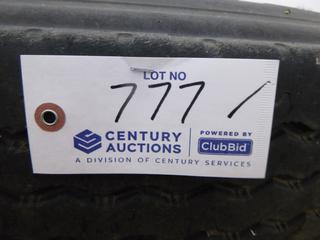 LOT NO
777 /
CENTURY AUCTIONS
POWERED BY
ClubBid
A DIVISION OF CENTURY SERVICES